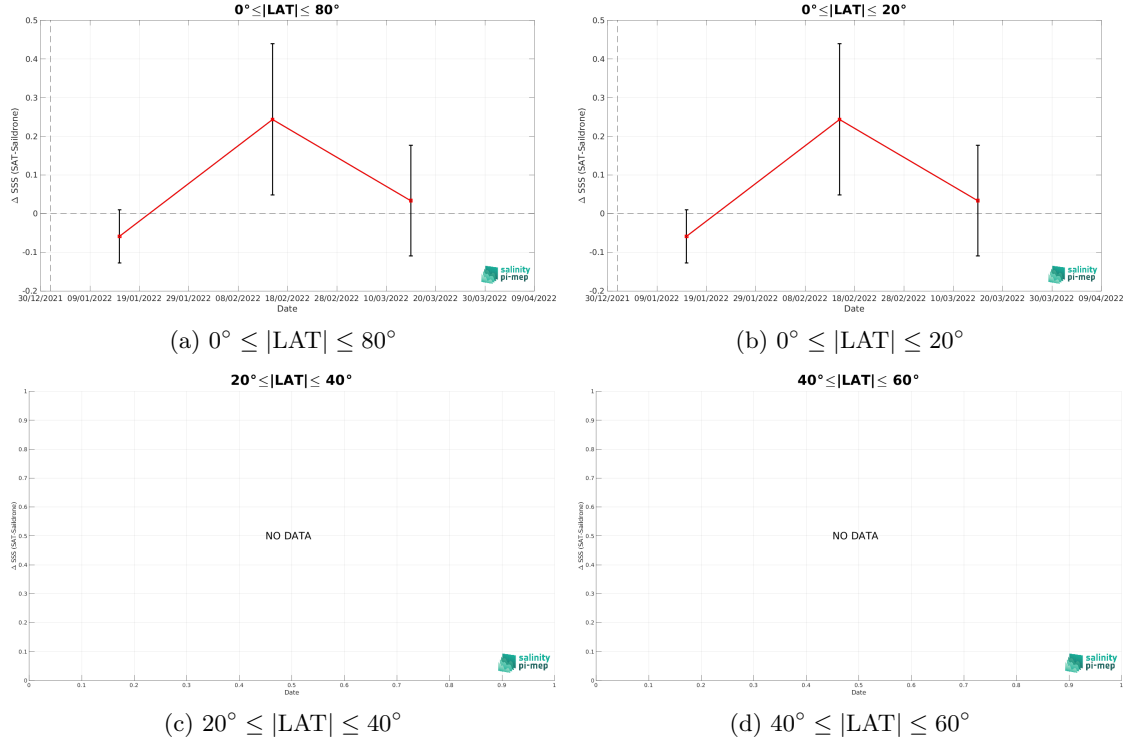 0°≤|LAT|≤ 80°
0.5
0.4
0.3
0.2
0.1
0
-0.1
-0.2
Δ SSS (SAT-Saildrone)
30/12/2021 09/01/2022 19/01/2022 29/01/2022 08/02/2022 18/02/2022 28/02/2022 10/03/2022 20/03/2022 30/03/2022 09/04/2022
Date
salinity
pi-mep
(a) 0° ≤ |LAT| ≤ 80°
0°≤|LAT|≤ 20°
0.5
0.4
0.3
0.2
0.1
0
-0.1
-0.2
Δ SSS (SAT-Saildrone)
30/12/2021 09/01/2022 19/01/2022 29/01/2022 08/02/2022 18/02/2022 28/02/2022 10/03/2022 20/03/2022 30/03/2022 09/04/2022
Date
salinity
pi-mep
(b) 0° ≤ |LAT| ≤ 20°
20°≤|LAT|≤ 40°
1
0.9
0.8
0.7
0.6
0.5
0.4
0.3
0.2
0.1
0
Δ SSS (SAT-Saildrone)
NO DATA
0 0.1 0.2 0.3 0.4 0.5 0.6 0.7 0.8 0.9 1
Date
salinity
pi-mep
(c) 20° ≤ |LAT| ≤ 40°
40°≤|LAT|≤ 60°
1
0.9
0.8
0.7
0.6
0.5
0.4
0.3
0.2
0.1
0
Δ SSS (SAT-Saildrone)
NO DATA
0 0.1 0.2 0.3 0.4 0.5 0.6 0.7 0.8 0.9 1
Date
salinity
pi-mep
(d) 40° ≤ |LAT| ≤ 60°